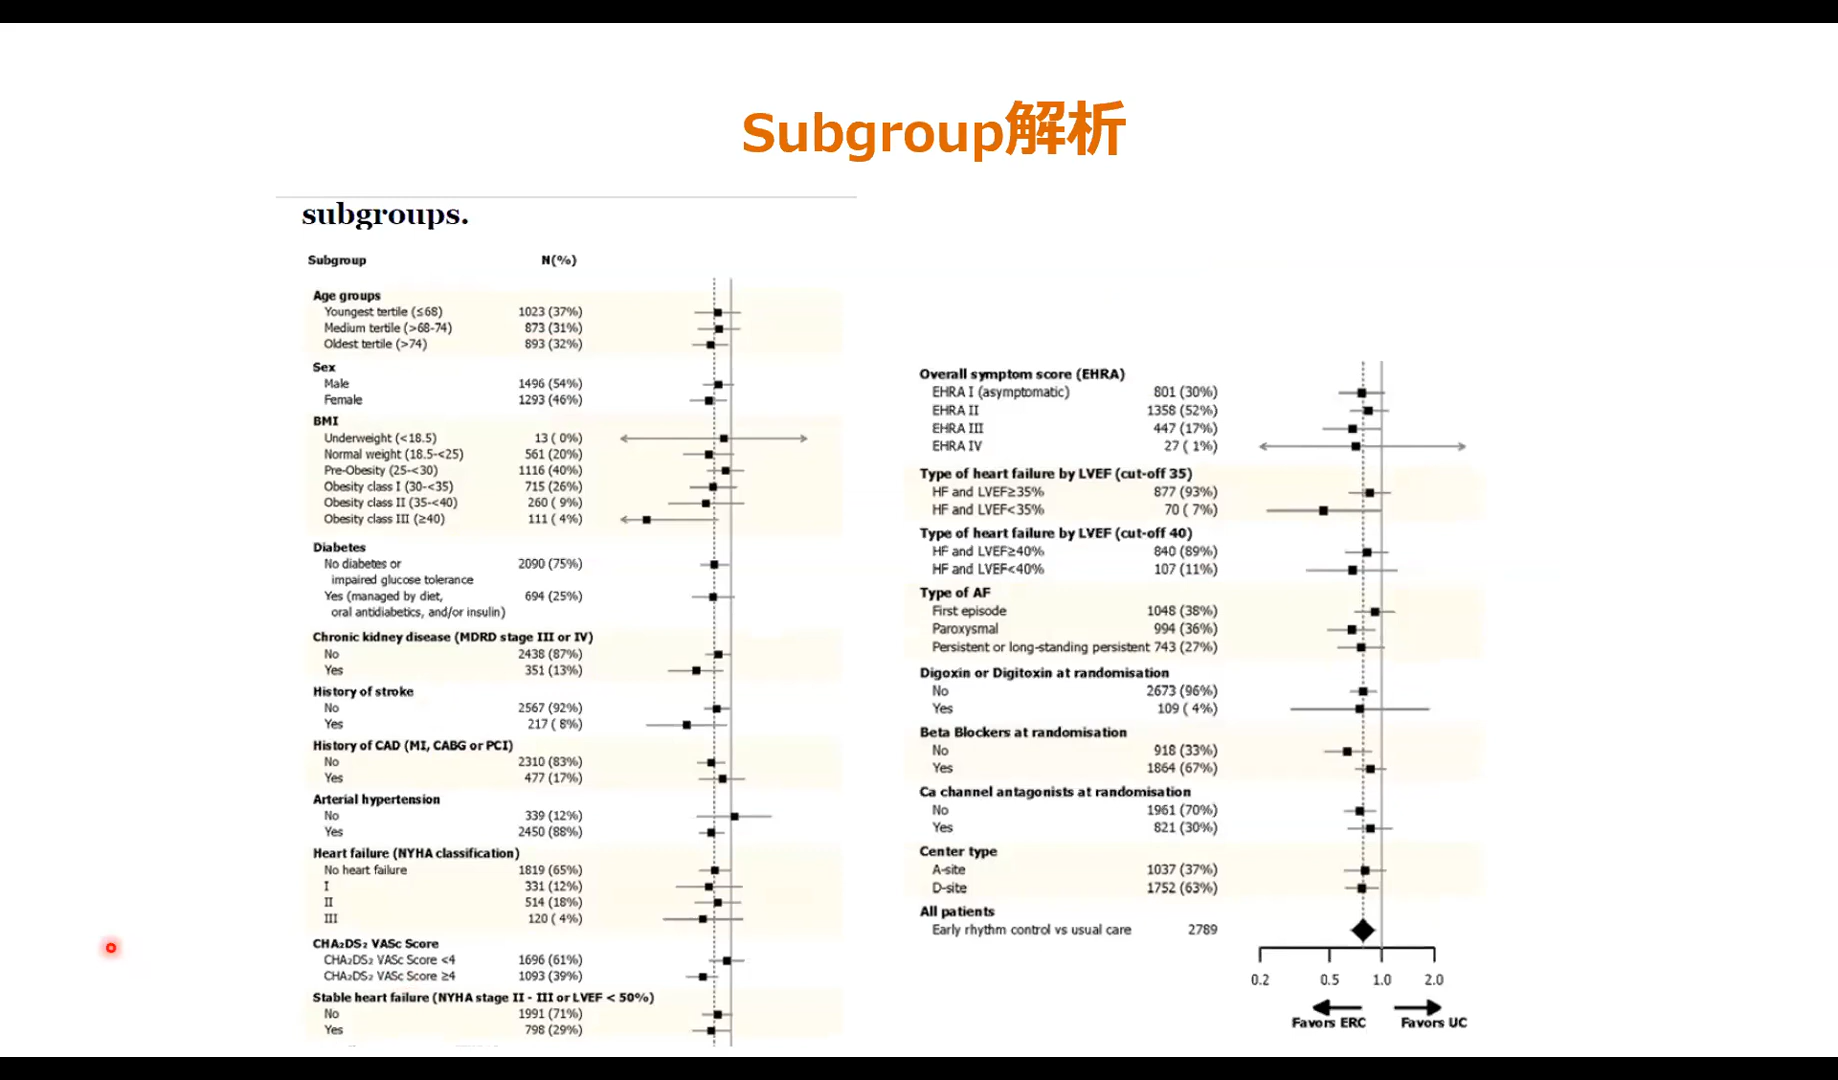 Subgroup解析
subgroups.
Subgroup N(%)
Age groups
Youngest tertile (≤68) 1023 (37%)
Medium tertile (>68-74) 873 (31%)
Oldest tertile (>74) 893 (32%)
Sex
Male 1496 (54%)
Female 1293 (46%)
BMI
Underweight (<18.5) 13 ( 0%)
Normal weight (18.5-<25) 561 (20%)
Pre-Obesity (25-<30) 1116 (40%)
Obesity class I (30-<35) 715 (26%)
Obesity class II (35-<40) 260 ( 9%)
Obesity class III (≥40) 111 ( 4%)
Diabetes
No diabetes or 2090 (75%)
impaired glucose tolerance
Yes (managed by diet, 694 (25%)
oral antidiabetics, and/or insulin)
Chronic kidney disease (MDRD stage III or IV)
No 2438 (87%)
Yes 351 (13%)
History of stroke
No 2567 (92%)
Yes 217 ( 8%)
History of CAD (MI, CABG or PCI)
No 2310 (83%)
Yes 477 (17%)
Arterial hypertension
No 339 (12%)
Yes 2450 (88%)
Heart failure (NYHA classification)
No heart failure 1819 (65%)
I 331 (12%)
II 514 (18%)
III 120 ( 4%)
CHA₂DS₂ VASc Score
CHA₂DS₂ VASc Score <4 1696 (61%)
CHA₂DS₂ VASc Score ≥4 1093 (39%)
Stable heart failure (NYHA stage II - III or LVEF < 50%)
No 1991 (71%)
Yes 798 (29%)
Overall symptom score (EHRA)
EHRA I (asymptomatic) 801 (30%)
EHRA II 1358 (52%)
EHRA III 447 (17%)
EHRA IV 27 ( 1%)
Type of heart failure by LVEF (cut-off 35)
HF and LVEF≥35% 877 (93%)
HF and LVEF<35% 70 ( 7%)
Type of heart failure by LVEF (cut-off 40)
HF and LVEF≥40% 840 (89%)
HF and LVEF<40% 107 (11%)
Type of AF
First episode 1048 (38%)
Paroxysmal 994 (36%)
Persistent or long-standing persistent 743 (27%)
Digoxin or Digitoxin at randomisation
No 2673 (96%)
Yes 109 ( 4%)
Beta Blockers at randomisation
No 918 (33%)
Yes 1864 (67%)
Ca channel antagonists at randomisation
No 1961 (70%)
Yes 821 (30%)
Center type
A-site 1037 (37%)
D-site 1752 (63%)
All patients
Early rhythm control vs usual care 2789
0.2 0.5 1.0 2.0
Favors ERC Favors UC